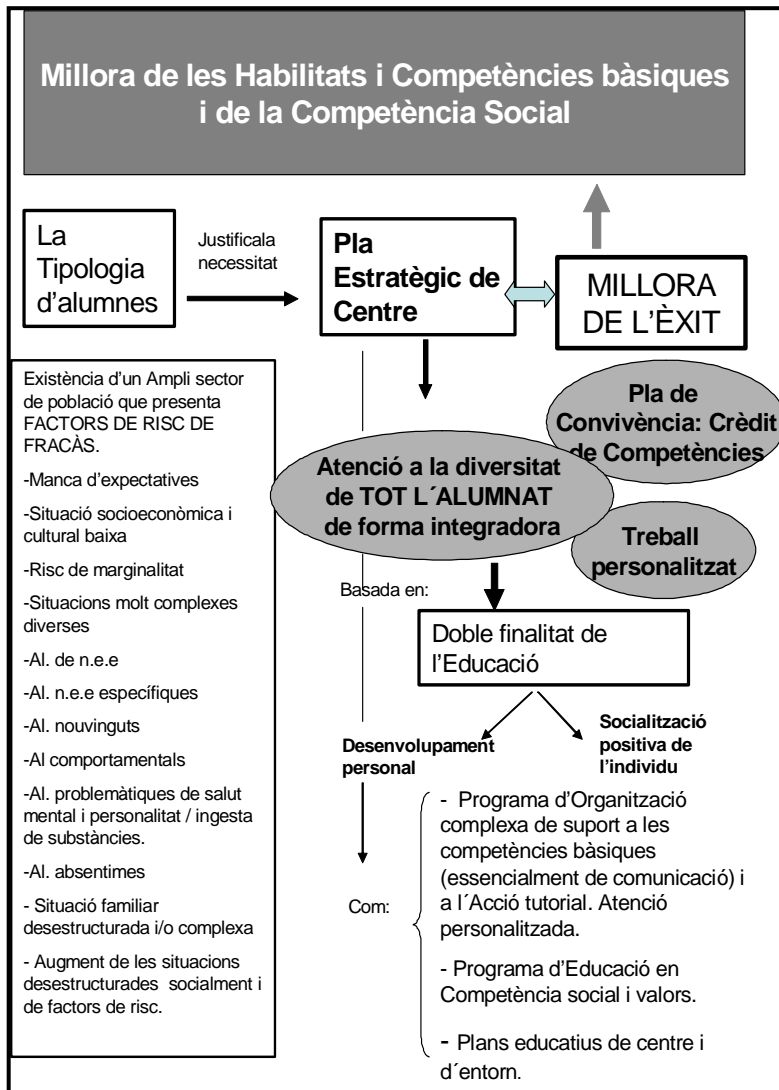 Millora de les Habilitats i Competències bàsiques
i de la Competència Social
La
Tipologia
d'alumnes
Justificala
necessitat
Pla
Estratègic de
Centre
MILLORA
DE L'ÈXIT
Existència d'un Ampli sector
de població que presenta
FACTORS DE RISC DE
FRACÀS.
-Manca d'expectatives
-Situació socioeconòmica i
cultural baixa
-Risc de marginalitat
-Situacions molt complexes
diverses
-Al. de n.e.e
-Al. n.e.e específiques
-Al. nouvinguts
-Al comportamentals
-Al. problemàtiques de salut
mental i personalitat / ingesta
de substàncies.
-Al. absentimes
- Situació familiar
desestructurada i/o complexa
- Augment de les situacions
desestructurades socialment i
de factors de risc.
Pla de
Convivència: Crèdit
de Competències
Atenció a la diversitat
de TOT L´ALUMNAT
de forma integradora
Treball
personalitzat
Basada en:
Doble finalitat de
l'Educació
Desenvolupament
personal
Socialització
positiva de
l'individu
Com:
- Programa d'Organització
complexa de suport a les
competències bàsiques
(essencialment de comunicació) i
a l´Acció tutorial. Atenció
personalitzada.
- Programa d'Educació en
Competència social i valors.
- Plans educatius de centre i
d'entorn.